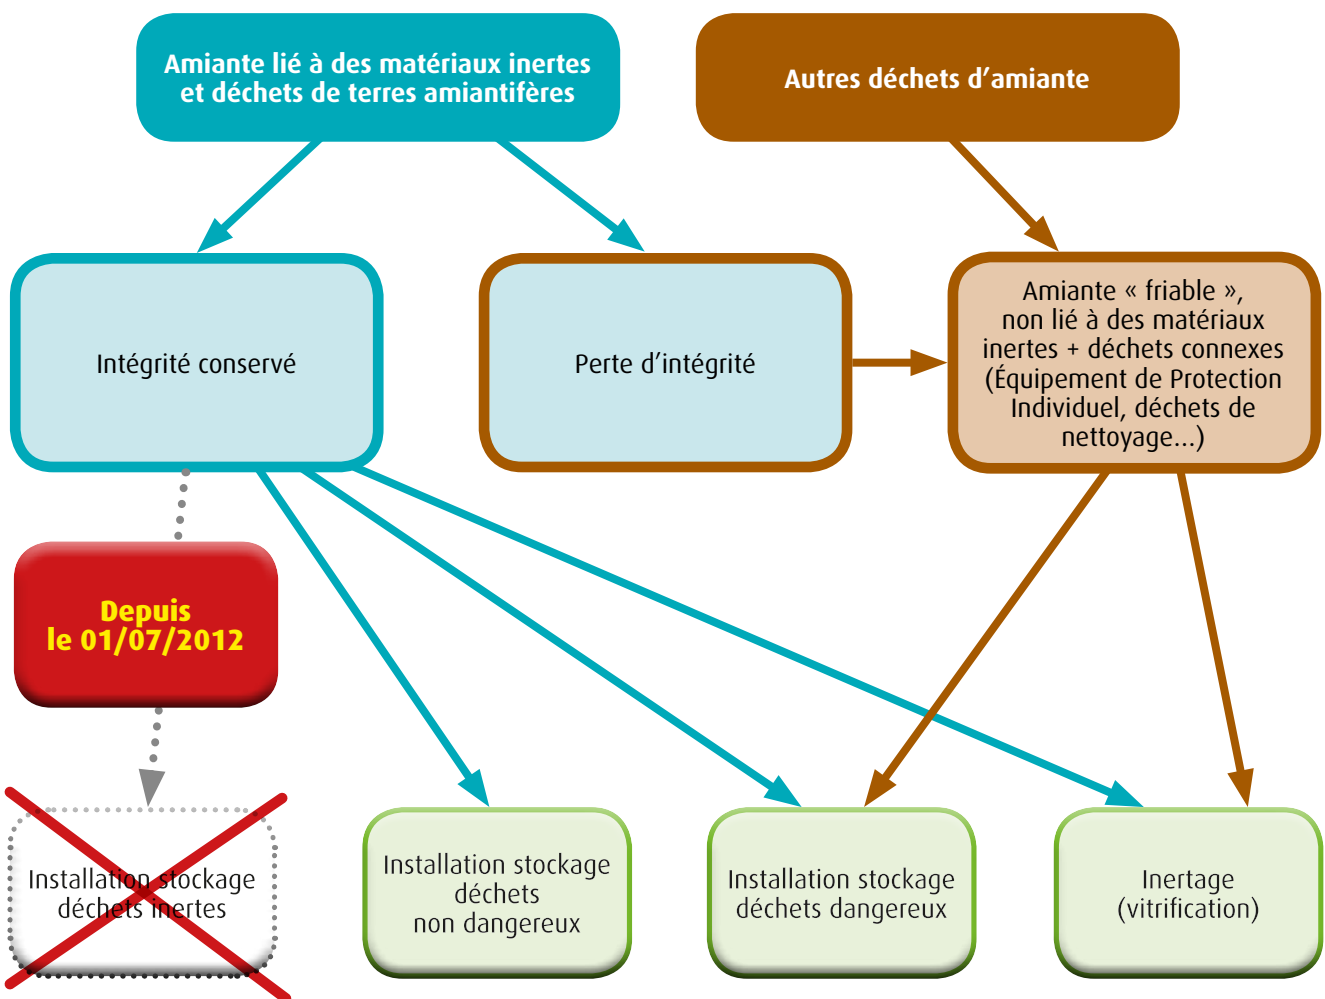 Amiante lié à des matériaux inertes
et déchets de terres amiantifères
Autres déchets d’amiante
Intégrité conservé
Perte d’intégrité
Amiante « friable »,
non lié à des matériaux
inertes + déchets connexes
(Équipement de Protection
Individuel, déchets de
nettoyage...)
Depuis
le 01/07/2012
Installation stockage
déchets inertes
Installation stockage
déchets
non dangereux
Installation stockage
déchets dangereux
Inertage
(vitrification)